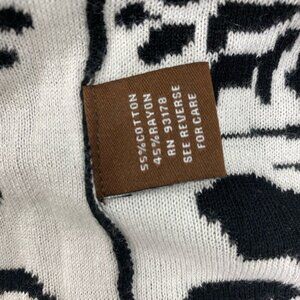 55%COTTON
45%RAYON
RN 93178
SEE REVERSE
FOR CARE